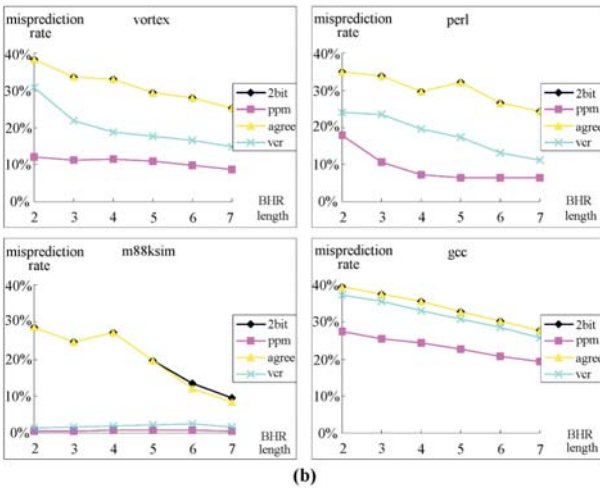 misprediction rate vortex
40%
30%
20%
10%
0%
2 3 4 5 6 7
BHR length
2bit
ppm
agree
vcr
misprediction rate perl
40%
30%
20%
10%
0%
2 3 4 5 6 7
BHR length
2bit
ppm
agree
vcr
misprediction rate m88ksim
40%
30%
20%
10%
0%
2 3 4 5 6 7
BHR length
2bit
ppm
agree
vcr
misprediction rate gcc
40%
30%
20%
10%
0%
2 3 4 5 6 7
BHR length
2bit
ppm
agree
vcr
(b)